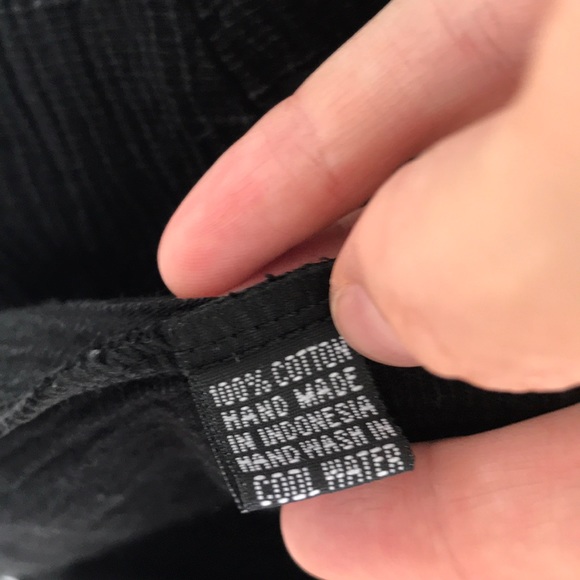 100% COTTON
HAND MADE
IN INDONESIA
HAND WASH IN
COOL WATER